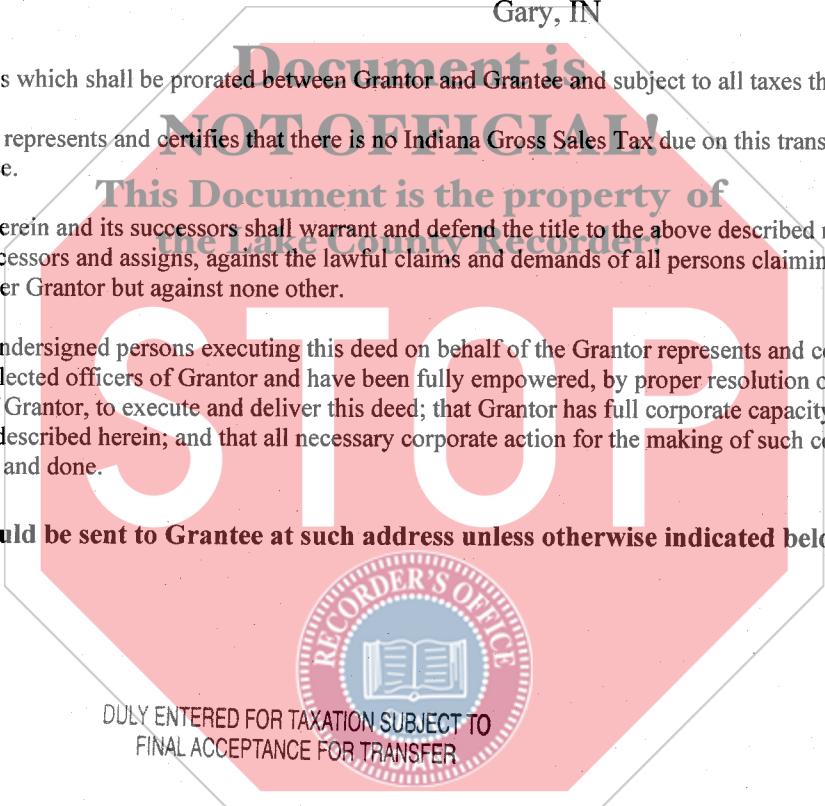 Gary, IN
Document is
s which shall be prorated between Grantor and Grantee and subject to all taxes th
NOT OFFICIAL!
represents and certifies that there is no Indiana Gross Sales Tax due on this trans
e.
This Document is the property of
erein and its successors shall warrant and defend the title to the above described
the Lake County Recorder!
cessors and assigns, against the lawful claims and demands of all persons claimin
er Grantor but against none other.
STOP
ndersigned persons executing this deed on behalf of the Grantor represents and c
lected officers of Grantor and have been fully empowered, by proper resolution o
Grantor, to execute and deliver this deed; that Grantor has full corporate capacity
described herein; and that all necessary corporate action for the making of such c
and done.
uld be sent to Grantee at such address unless otherwise indicated belo
RECORDER'S OFFICE
DULY ENTERED FOR TAXATION SUBJECT TO
FINAL ACCEPTANCE FOR TRANSFER